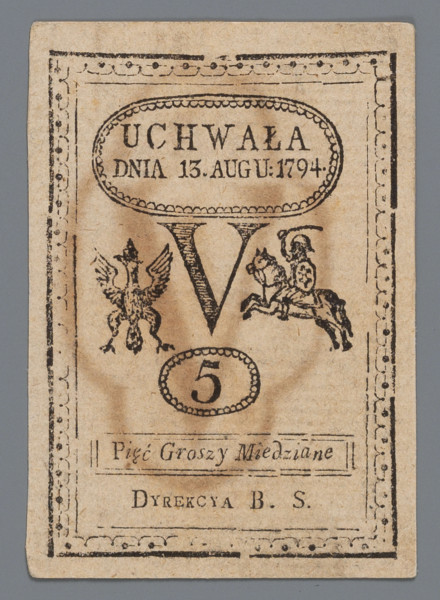 UCHWAŁA
DNIA 13. AUGU: 1794.
V
5
Pięć Groszy Miedziane
DYREKCYA B. S.